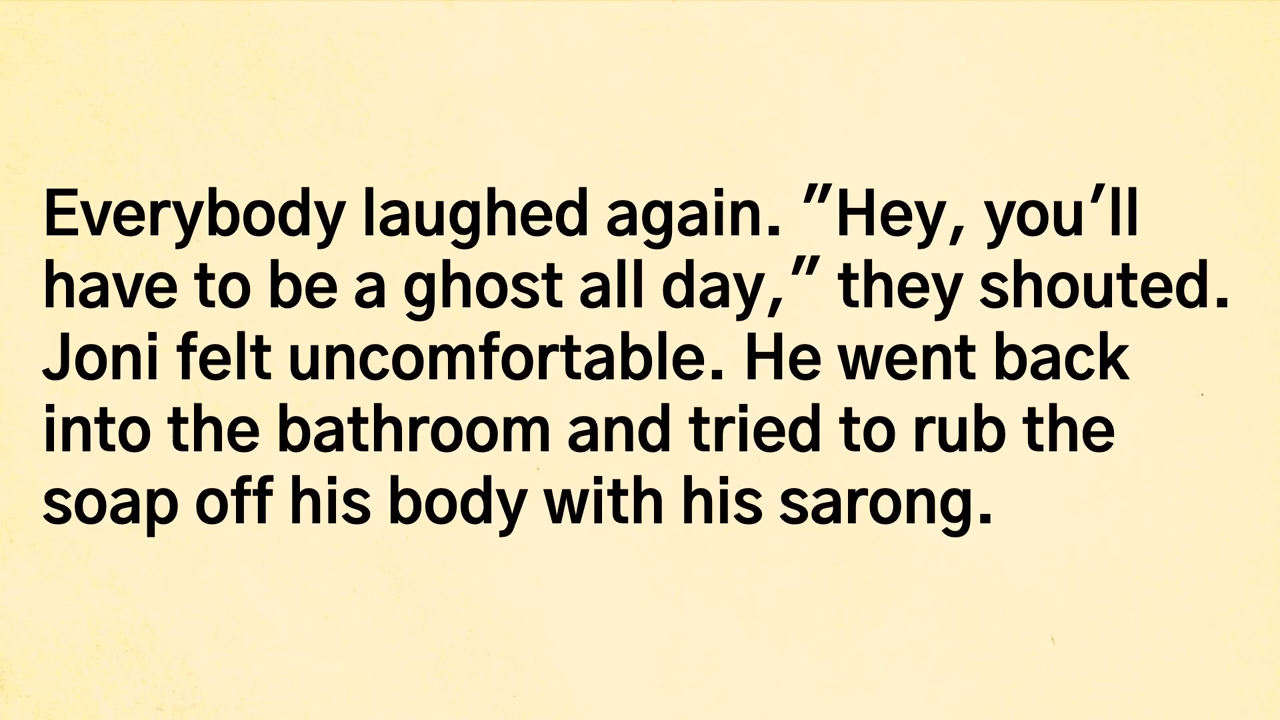 Everybody laughed again. "Hey, you'll
have to be a ghost all day," they shouted.
Joni felt uncomfortable. He went back
into the bathroom and tried to rub the
soap off his body with his sarong.